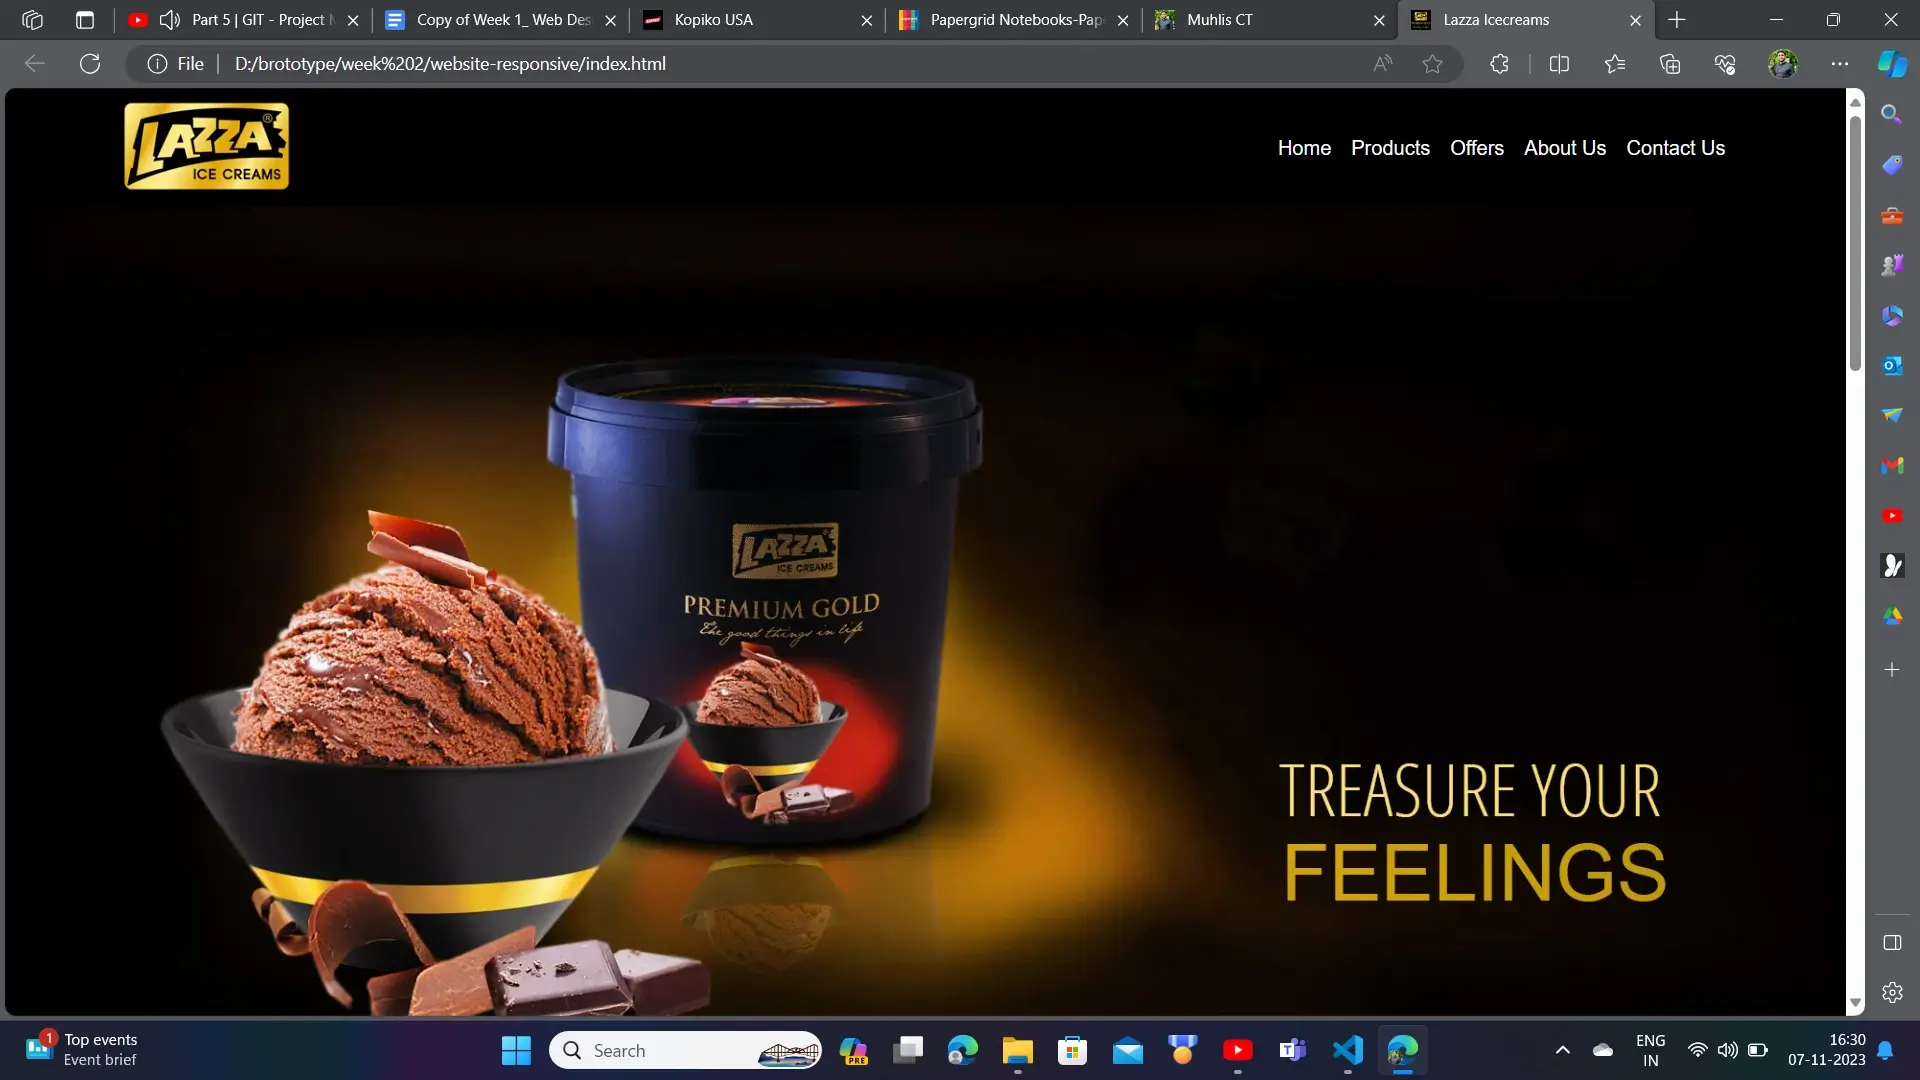 Part 5 | GIT - Project
Copy of Week 1_ Web Des
Kopiko USA
Papergrid Notebooks-Pap
Muhlis CT
Lazza Icecreams
File
D:/brototype/week%202/website-responsive/index.html
LAZZA®
ICE CREAMS
Home
Products
Offers
About Us
Contact Us
LAZZA
ICE CREAMS
PREMIUM GOLD
The good things in life
TREASURE YOUR
FEELINGS
1
Top events
Event brief
Search
PRE
ENG
IN
16:30
07-11-2023